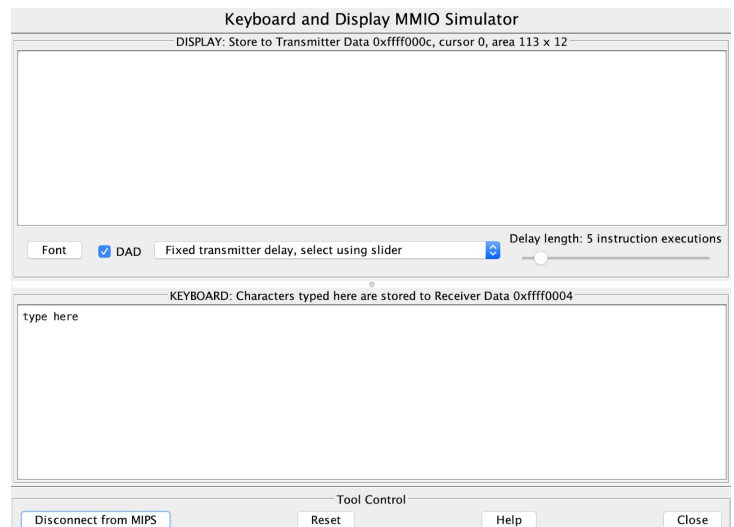 Keyboard and Display MMIO Simulator
DISPLAY: Store to Transmitter Data 0xffff000c, cursor 0, area 113 x 12
Font DAD Fixed transmitter delay, select using slider Delay length: 5 instruction executions
KEYBOARD: Characters typed here are stored to Receiver Data 0xffff0004
type here
Tool Control
Disconnect from MIPS Reset Help Close